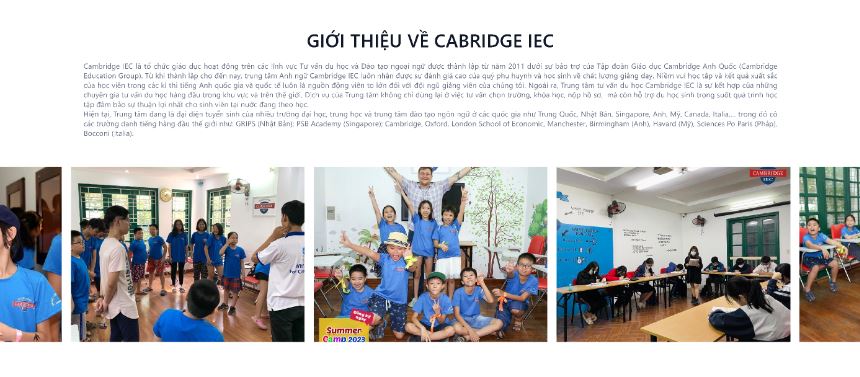 GIỚI THIỆU VỀ CABRIDGE IEC
Cambridge IEC là tổ chức giáo dục hoạt động trên các lĩnh vực Tư vấn du học và Đào tạo ngoại ngữ được thành lập từ năm 2011 dưới sự bảo trợ của Tập đoàn Giáo dục Cambridge Anh Quốc (Cambridge
Education Group). Từ khi thành lập cho đến nay, trung tâm Anh ngữ Cambridge IEC luôn nhận được sự đánh giá cao của quý phụ huynh và học sinh về chất lượng giảng dạy. Niềm vui học tập và kết quả xuất sắc
của học viên trong các kì thi tiếng Anh quốc gia và quốc tế luôn là nguồn động viên to lớn đối với đội ngũ giảng viên của chúng tôi. Ngoài ra, Trung tâm tư vấn du học Cambridge IEC là sự kết hợp của những
chuyên gia tư vấn du học hàng đầu trong khu vực và trên thế giới. Dịch vụ của Trung tâm không chỉ dừng lại ở việc tư vấn chọn trường, khóa học, nộp hồ sơ mà còn hỗ trợ du học sinh trong suốt quá trình học
tập đảm bảo sự thuận lợi nhất cho sinh viên tại nước đang theo học.
Hiện tại, Trung tâm đang là đại diện tuyển sinh của nhiều trường đại học, trung học và trung tâm đào tạo ngôn ngữ ở các quốc gia như Trung Quốc, Nhật Bản, Singapore, Anh, Mỹ, Canada, Italia,... trong đó có
các trường danh tiếng hàng đầu thế giới như: GRIPS (Nhật Bản); PSB Academy (Singapore); Cambridge, Oxford, London School of Economic, Manchester, Birmingham (Anh), Havard (Mỹ), Sciences Po Paris (Pháp),
Bocconi (Italia).
CAMBRIDGE
IEC
Đăng ký
ngay
Summer
Camp 2023